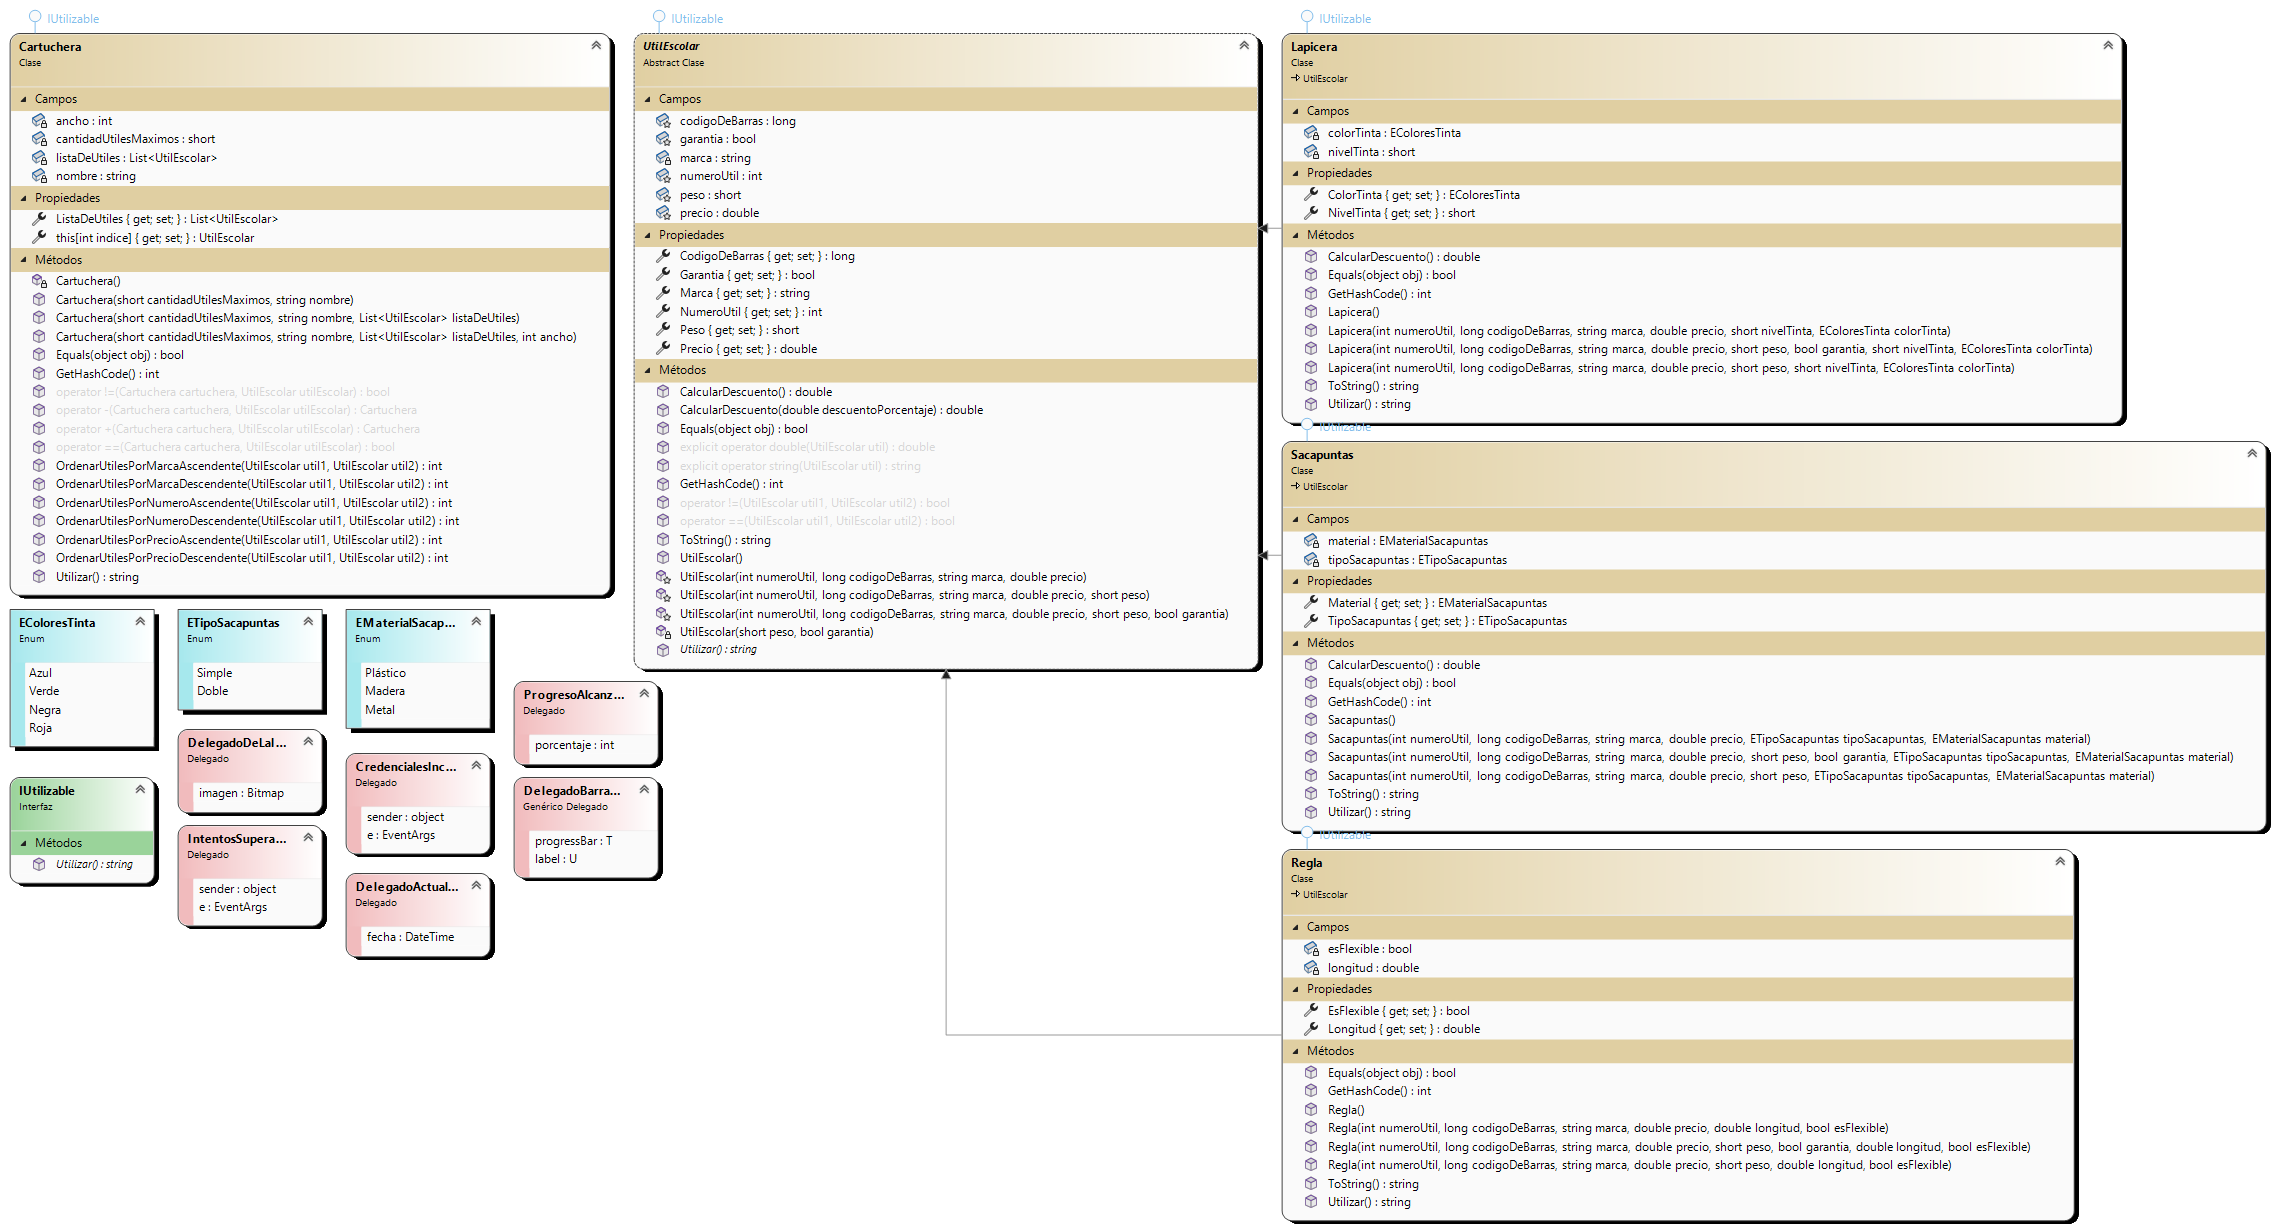 IUtilizable
Cartuchera
Clase
Campos
ancho : int
cantidadUtilesMaximos : short
listaDeUtiles : List<UtilEscolar>
nombre : string
Propiedades
ListaDeUtiles { get; set; } : List<UtilEscolar>
this[int indice] { get; set; } : UtilEscolar
Métodos
Cartuchera()
Cartuchera(short cantidadUtilesMaximos, string nombre)
Cartuchera(short cantidadUtilesMaximos, string nombre, List<UtilEscolar> listaDeUtiles)
Cartuchera(short cantidadUtilesMaximos, string nombre, List<UtilEscolar> listaDeUtiles, int ancho)
Equals(object obj) : bool
GetHashCode() : int
operator !=(Cartuchera cartuchera, UtilEscolar utilEscolar) : bool
operator -(Cartuchera cartuchera, UtilEscolar utilEscolar) : Cartuchera
operator +(Cartuchera cartuchera, UtilEscolar utilEscolar) : Cartuchera
operator ==(Cartuchera cartuchera, UtilEscolar utilEscolar) : bool
OrdenarUtilesPorMarcaAscendente(UtilEscolar util1, UtilEscolar util2) : int
OrdenarUtilesPorMarcaDescendente(UtilEscolar util1, UtilEscolar util2) : int
OrdenarUtilesPorNumeroAscendente(UtilEscolar util1, UtilEscolar util2) : int
OrdenarUtilesPorNumeroDescendente(UtilEscolar util1, UtilEscolar util2) : int
OrdenarUtilesPorPrecioAscendente(UtilEscolar util1, UtilEscolar util2) : int
OrdenarUtilesPorPrecioDescendente(UtilEscolar util1, UtilEscolar util2) : int
Utilizar() : string
IUtilizable
UtilEscolar
Abstract Clase
Campos
codigoDeBarras : long
garantia : bool
marca : string
numeroUtil : int
peso : short
precio : double
Propiedades
CodigoDeBarras { get; set; } : long
Garantia { get; set; } : bool
Marca { get; set; } : string
NumeroUtil { get; set; } : int
Peso { get; set; } : short
Precio { get; set; } : double
Métodos
CalcularDescuento() : double
CalcularDescuento(double descuentoPorcentaje) : double
Equals(object obj) : bool
explicit operator double(UtilEscolar util) : double
explicit operator string(UtilEscolar util) : string
GetHashCode() : int
operator !=(UtilEscolar util1, UtilEscolar util2) : bool
operator ==(UtilEscolar util1, UtilEscolar util2) : bool
ToString() : string
UtilEscolar()
UtilEscolar(int numeroUtil, long codigoDeBarras, string marca, double precio)
UtilEscolar(int numeroUtil, long codigoDeBarras, string marca, double precio, short peso)
UtilEscolar(int numeroUtil, long codigoDeBarras, string marca, double precio, short peso, bool garantia)
UtilEscolar(short peso, bool garantia)
Utilizar() : string
IUtilizable
Lapicera
Clase
UtilEscolar
Campos
colorTinta : EColoresTinta
nivelTinta : short
Propiedades
ColorTinta { get; set; } : EColoresTinta
NivelTinta { get; set; } : short
Métodos
CalcularDescuento() : double
Equals(object obj) : bool
GetHashCode() : int
Lapicera()
Lapicera(int numeroUtil, long codigoDeBarras, string marca, double precio, short nivelTinta, EColoresTinta colorTinta)
Lapicera(int numeroUtil, long codigoDeBarras, string marca, double precio, short peso, bool garantia, short nivelTinta, EColoresTinta colorTinta)
Lapicera(int numeroUtil, long codigoDeBarras, string marca, double precio, short peso, short nivelTinta, EColoresTinta colorTinta)
ToString() : string
Utilizar() : string
IUtilizable
Sacapuntas
Clase
UtilEscolar
Campos
material : EMaterialSacapuntas
tipoSacapuntas : ETipoSacapuntas
Propiedades
Material { get; set; } : EMaterialSacapuntas
TipoSacapuntas { get; set; } : ETipoSacapuntas
Métodos
CalcularDescuento() : double
Equals(object obj) : bool
GetHashCode() : int
Sacapuntas()
Sacapuntas(int numeroUtil, long codigoDeBarras, string marca, double precio, ETipoSacapuntas tipoSacapuntas, EMaterialSacapuntas material)
Sacapuntas(int numeroUtil, long codigoDeBarras, string marca, double precio, short peso, bool garantia, ETipoSacapuntas tipoSacapuntas, EMaterialSacapuntas material)
Sacapuntas(int numeroUtil, long codigoDeBarras, string marca, double precio, short peso, ETipoSacapuntas tipoSacapuntas, EMaterialSacapuntas material)
ToString() : string
Utilizar() : string
IUtilizable
Regla
Clase
UtilEscolar
Campos
esFlexible : bool
longitud : double
Propiedades
EsFlexible { get; set; } : bool
Longitud { get; set; } : double
Métodos
Equals(object obj) : bool
GetHashCode() : int
Regla()
Regla(int numeroUtil, long codigoDeBarras, string marca, double precio, double longitud, bool esFlexible)
Regla(int numeroUtil, long codigoDeBarras, string marca, double precio, short peso, bool garantia, double longitud, bool esFlexible)
Regla(int numeroUtil, long codigoDeBarras, string marca, double precio, short peso, double longitud, bool esFlexible)
ToString() : string
Utilizar() : string
EColoresTinta
Enum
Azul
Verde
Negra
Roja
ETipoSacapuntas
Enum
Simple
Doble
EMaterialSacap...
Enum
Plástico
Madera
Metal
ProgresoAlcanz...
Delegado
porcentaje : int
DelegadoDeLaI...
Delegado
imagen : Bitmap
CredencialesInc...
Delegado
sender : object
e : EventArgs
DelegadoBarra...
Genérico Delegado
progressBar : T
label : U
IUtilizable
Interfaz
Métodos
Utilizar() : string
IntentosSupera...
Delegado
sender : object
e : EventArgs
DelegadoActual...
Delegado
fecha : DateTime